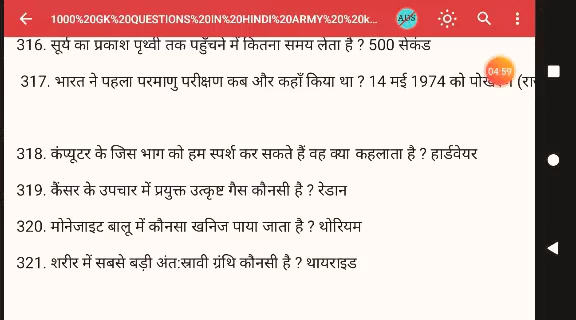 1000%20GK%20QUESTIONS%20IN%20HINDI%20ARMY%20%20k...
ADS
316. सूर्य का प्रकाश पृथ्वी तक पहुँचने में कितना समय लेता है ? 500 सेकंड
04:59
317. भारत ने पहला परमाणु परीक्षण कब और कहाँ किया था ? 14 मई 1974 को
318. कंप्यूटर के जिस भाग को हम स्पर्श कर सकते हैं वह क्या कहलाता है ? हार्डवेयर
319. कैंसर के उपचार में प्रयुक्त उत्कृष्ट गैस कौनसी है ? रेडान
320. मोनेजाइट बालू में कौनसा खनिज पाया जाता है ? थोरियम
321. शरीर में सबसे बड़ी अंत:स्रावी ग्रंथि कौनसी है ? थायराइड